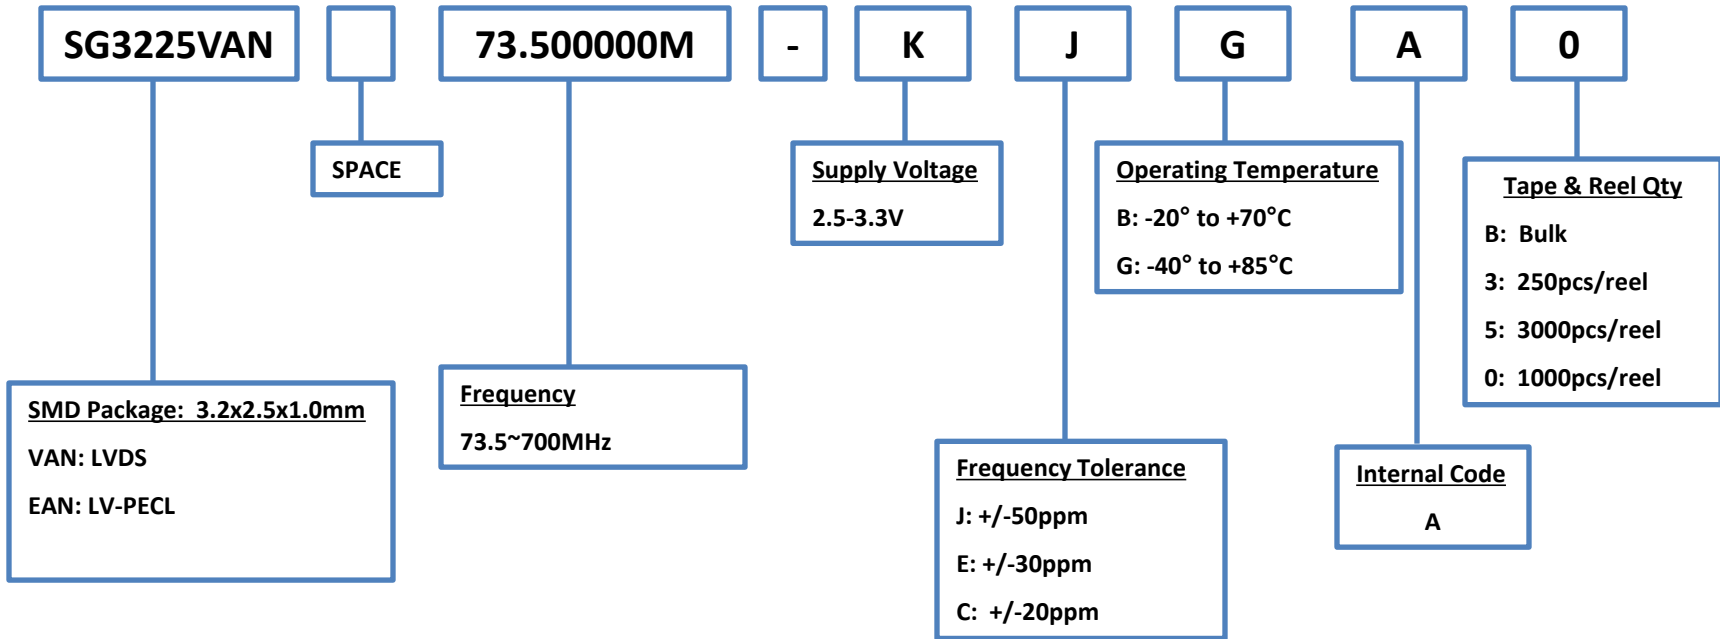 SG3225VAN 73.500000M - K J G A 0
SPACE
Supply Voltage
2.5-3.3V
Operating Temperature
B: -20° to +70°C
G: -40° to +85°C
Tape & Reel Qty
B: Bulk
3: 250pcs/reel
5: 3000pcs/reel
0: 1000pcs/reel
SMD Package: 3.2x2.5x1.0mm
VAN: LVDS
EAN: LV-PECL
Frequency
73.5~700MHz
Frequency Tolerance
J: +/-50ppm
E: +/-30ppm
C: +/-20ppm
Internal Code
A